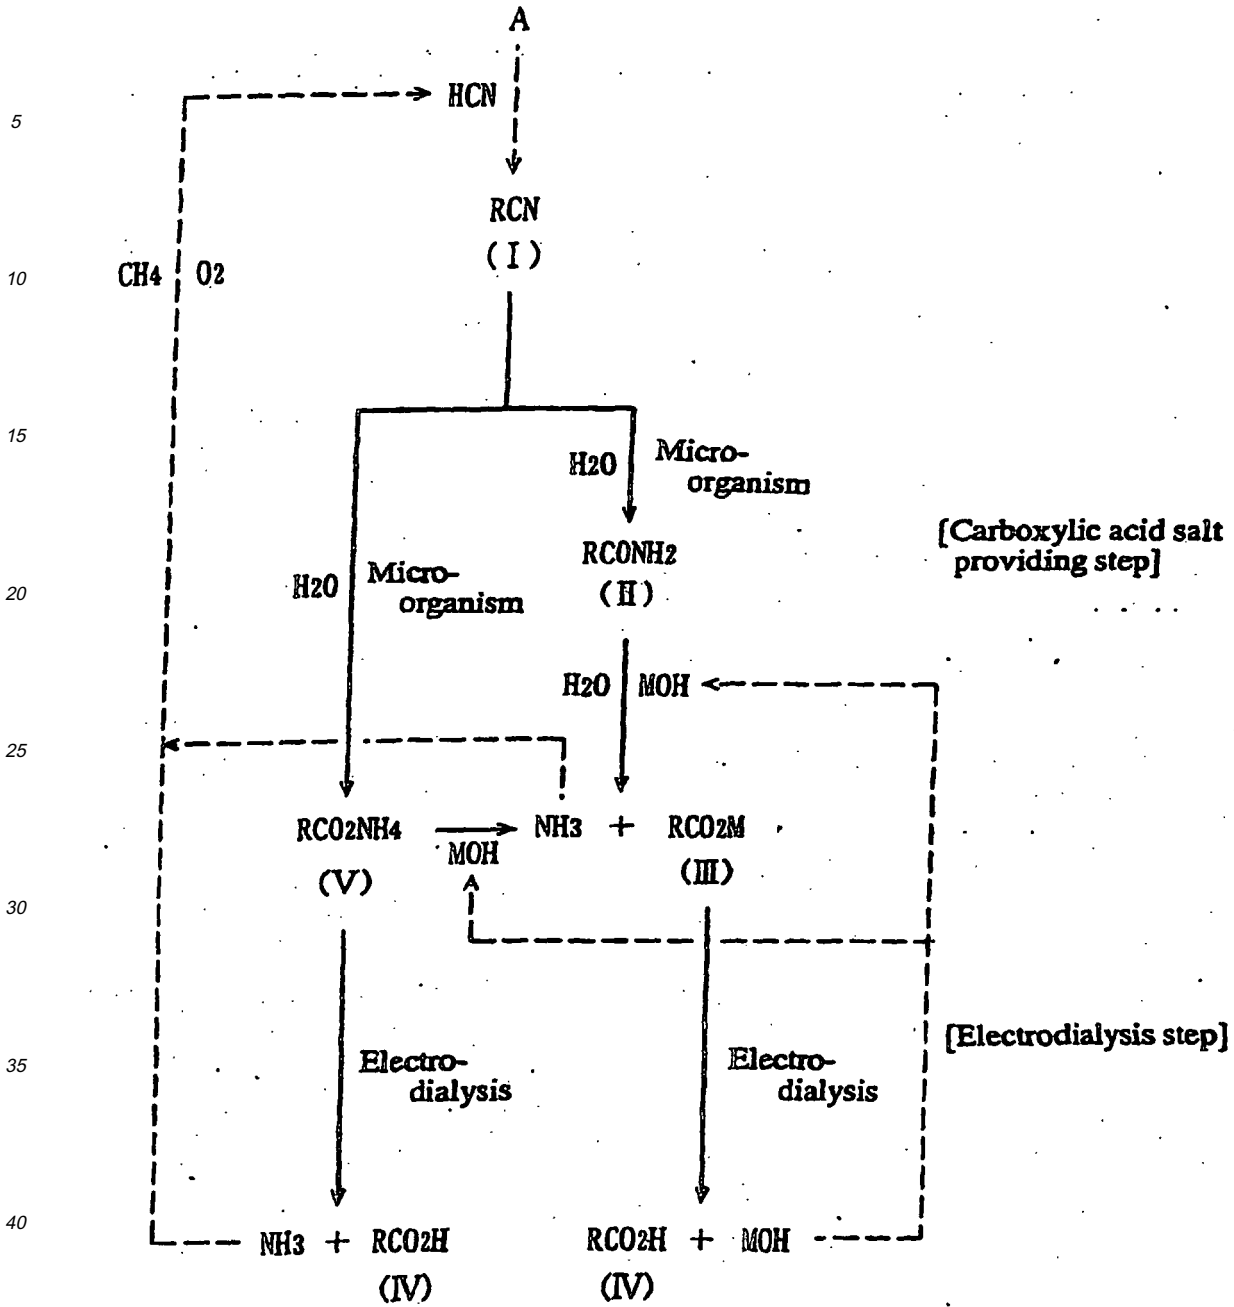 A
HCN
5
RCN
(I)
CH4 O2
10
15
H2O Micro-
organism
[Carboxylic acid salt
providing step]
RCONH2
H2O Micro-
organism
(II)
20
H2O MOH
25
RCO2NH4 NH3 + RCO2M
MOH
(V)
(III)
30
[Electrodialysis step]
Electro-
dialysis
Electro-
dialysis
35
40
NH3 + RCO2H RCO2H + MOH
(IV) (IV)